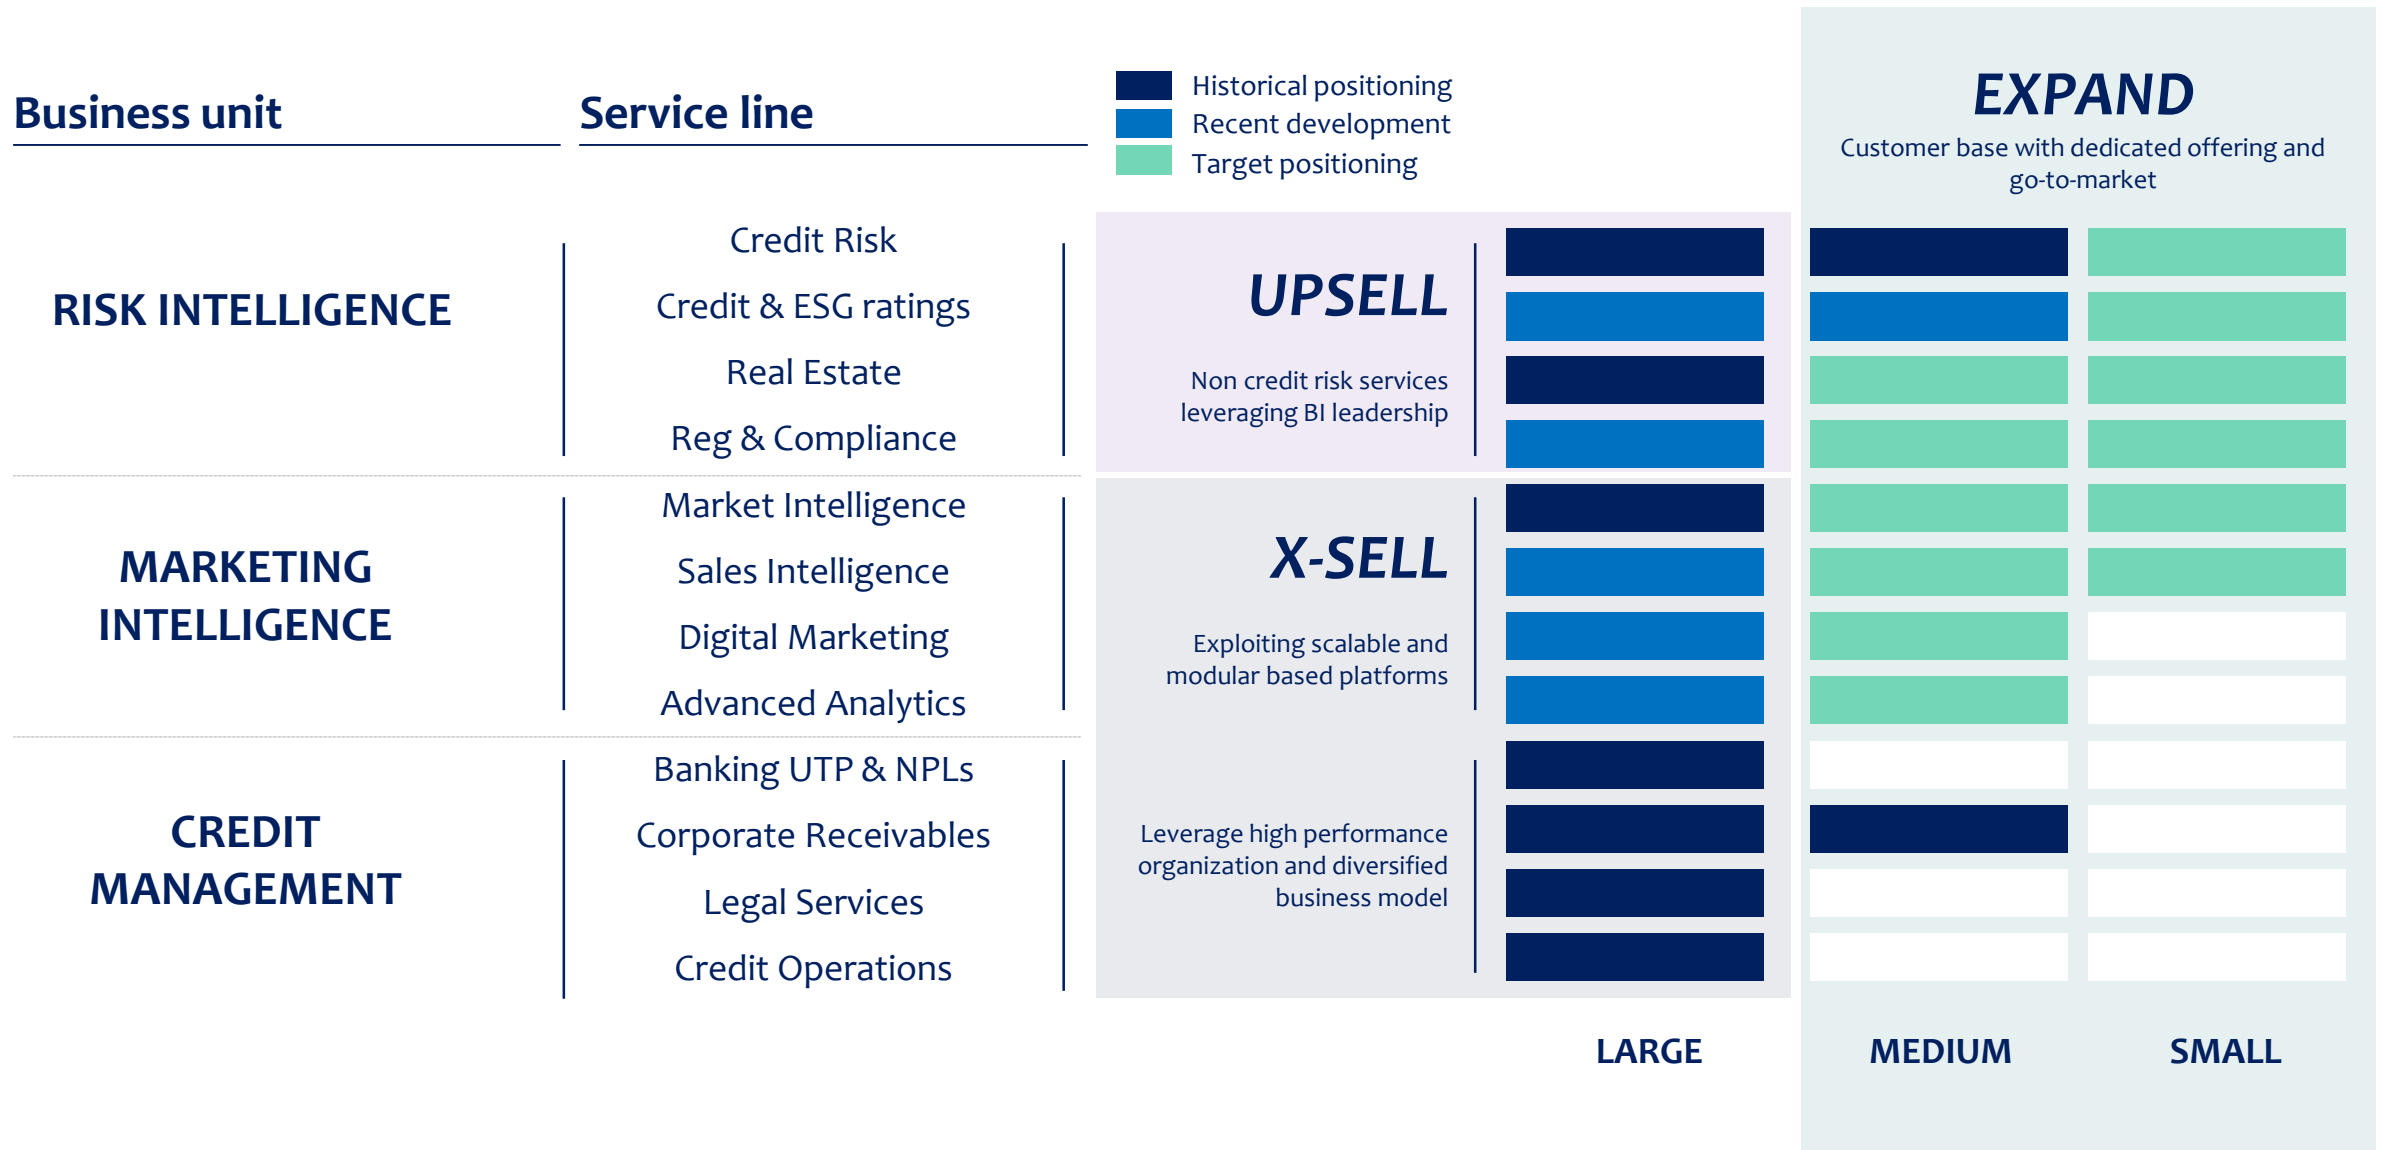 Business unit
Service line
Historical positioning
Recent development
Target positioning
EXPAND
Customer base with dedicated offering and
go-to-market
RISK INTELLIGENCE
Credit Risk
Credit & ESG ratings
Real Estate
Reg & Compliance
UPSELL
Non credit risk services
leveraging BI leadership
MARKETING
INTELLIGENCE
Market Intelligence
Sales Intelligence
Digital Marketing
Advanced Analytics
X-SELL
Exploiting scalable and
modular based platforms
CREDIT
MANAGEMENT
Banking UTP & NPLs
Corporate Receivables
Legal Services
Credit Operations
Leverage high performance
organization and diversified
business model
LARGE
MEDIUM
SMALL